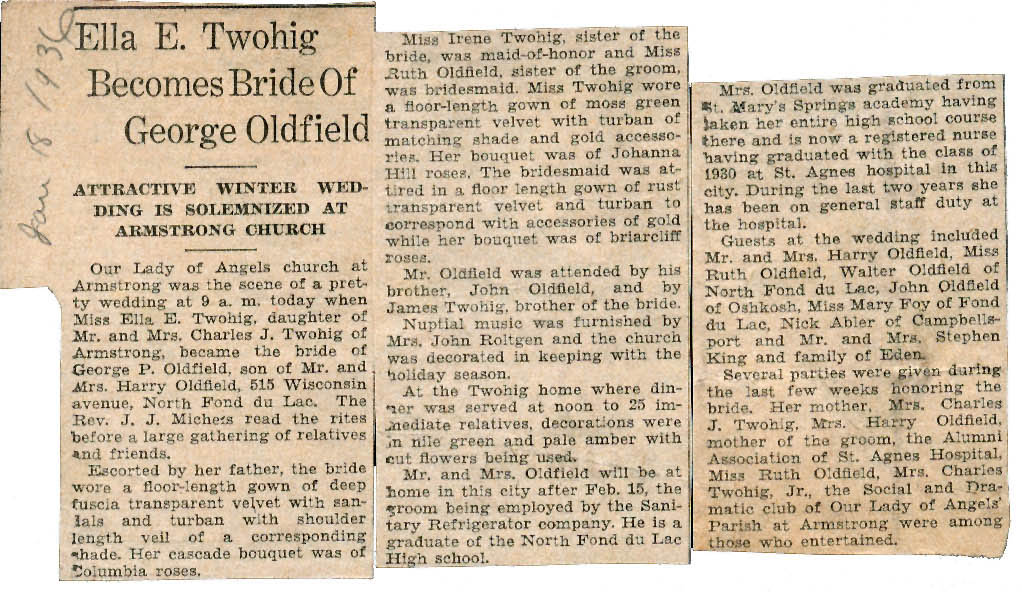 Jan 18 1936
Ella E. Twohig
Becomes Bride Of
George Oldfield
ATTRACTIVE WINTER WED-
DING IS SOLEMNIZED AT
ARMSTRONG CHURCH
Our Lady of Angels church at
Armstrong was the scene of a pret-
ty wedding at 9 a. m. today when
Miss Ella E. Twohig, daughter of
Mr. and Mrs. Charles J. Twohig of
Armstrong, became the bride of
George P. Oldfield, son of Mr. and
Mrs. Harry Oldfield, 515 Wisconsin
avenue, North Fond du Lac. The
Rev. J. J. Michels read the rites
before a large gathering of relatives
and friends.
Escorted by her father, the bride
wore a floor-length gown of deep
fuscia transparent velvet with san-
dals and turban with shoulder
length veil of a corresponding
shade. Her cascade bouquet was of
Columbia roses.
Miss Irene Twohig, sister of the
bride, was maid-of-honor and Miss
Ruth Oldfield, sister of the groom,
was bridesmaid. Miss Twohig wore
a floor-length gown of moss green
transparent velvet with turban of
matching shade and gold accesso-
ries. Her bouquet was of Johanna
Hill roses. The bridesmaid was at-
tired in a floor length gown of rust
transparent velvet and turban to
correspond with accessories of gold
while her bouquet was of briarcliff
roses.
Mr. Oldfield was attended by his
brother, John Oldfield, and by
James Twohig, brother of the bride.
Nuptial music was furnished by
Mrs. John Roltgen and the church
was decorated in keeping with the
holiday season.
At the Twohig home where din-
ner was served at noon to 25 im-
mediate relatives, decorations were
in nile green and pale amber with
cut flowers being used.
Mr. and Mrs. Oldfield will be at
home in this city after Feb. 15, the
groom being employed by the Sani-
tary Refrigerator company. He is a
graduate of the North Fond du Lac
High school.
Mrs. Oldfield was graduated from
St. Mary's Springs academy having
taken her entire high school course
there and is now a registered nurse
having graduated with the class of
1930 at St. Agnes hospital in this
city. During the last two years she
has been on general staff duty at
the hospital.
Guests at the wedding included
Mr. and Mrs. Harry Oldfield, Miss
Ruth Oldfield, Walter Oldfield of
North Fond du Lac, John Oldfield
of Oshkosh, Miss Mary Foy of Fond
du Lac, Nick Abler of Campbells-
port and Mr. and Mrs. Stephen
King and family of Eden.
Several parties were given during
the last few weeks honoring the
bride. Her mother, Mrs. Charles
J. Twohig, Mrs. Harry Oldfield,
mother of the groom, the Alumni
Association of St. Agnes Hospital,
Miss Ruth Oldfield, Mrs. Charles
Twohig, Jr., the Social and Dra-
matic club of Our Lady of Angels'
Parish at Armstrong were among
those who entertained.